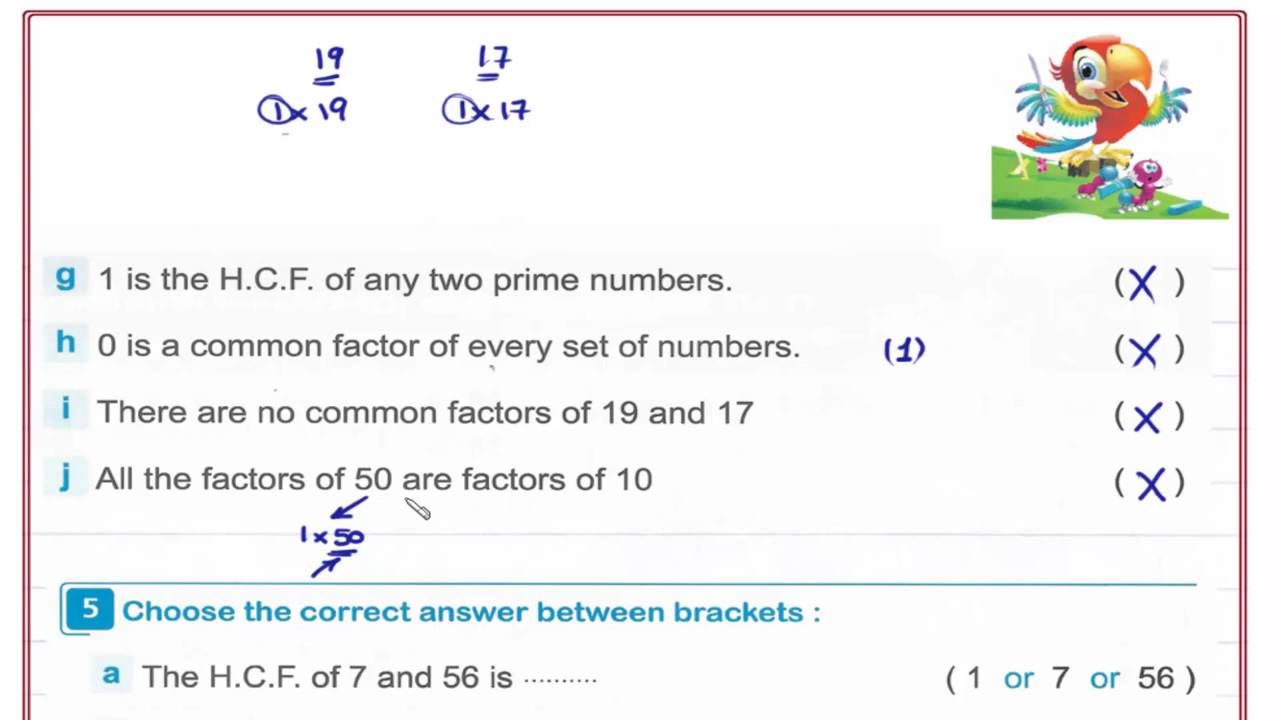 19 17
1 x 19 1 x 17
g 1 is the H.C.F. of any two prime numbers. (X)
h 0 is a common factor of every set of numbers. (1) (X)
i There are no common factors of 19 and 17 (X)
j All the factors of 50 are factors of 10 (X)
1 x 50
5 Choose the correct answer between brackets :
a The H.C.F. of 7 and 56 is .......... ( 1 or 7 or 56 )